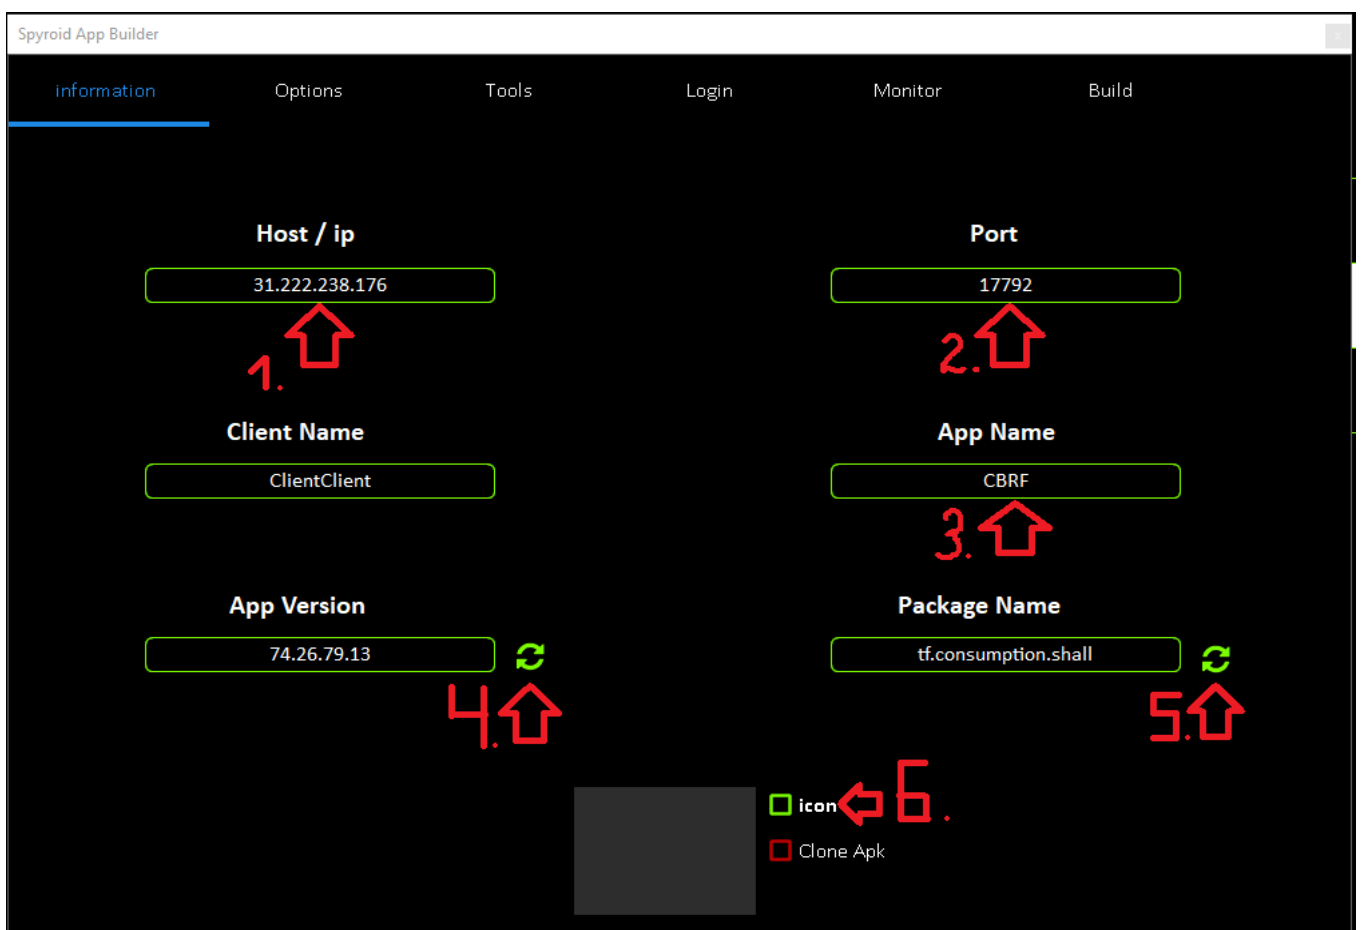 Spyroid App Builder
x
information Options Tools Login Monitor Build
Host / ip Port
31.222.238.176 17792
1. 2.
Client Name App Name
ClientClient CBRF
3.
App Version Package Name
74.26.79.13 tf.consumption.shall
4. 5.
icon 6.
Clone Apk